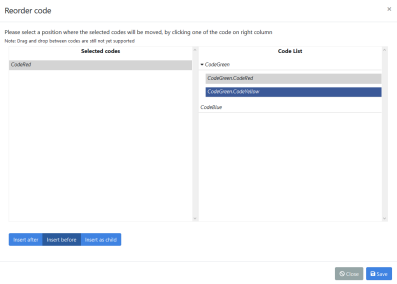 Reorder code
×
Please select a position where the selected codes will be moved, by clicking one of the code on right column
Note: Drag and drop between codes are still not yet supported
Selected codes
Code List
CodeRed
CodeGreen
CodeGreen.CodeRed
CodeGreen.CodeYellow
CodeBlue
Insert after
Insert before
Insert as child
Close
Save